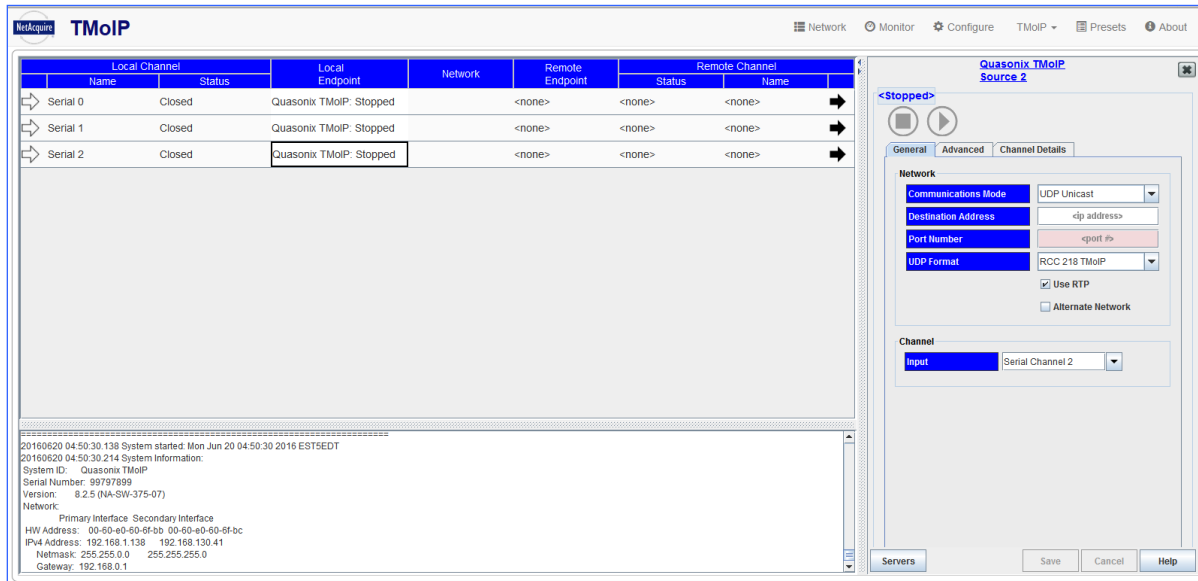 NetAcquire TMoIP Network Monitor Configure TMoIP Presets About
Local Channel Local Endpoint Network Remote Endpoint Remote Channel
Name Status Status Name
Serial 0 Closed Quasonix TMoIP: Stopped <none> <none> <none>
Serial 1 Closed Quasonix TMoIP: Stopped <none> <none> <none>
Serial 2 Closed Quasonix TMoIP: Stopped <none> <none> <none>
================================================================
20160620 04:50:30.138 System started: Mon Jun 20 04:50:30 2016 EST5EDT
20160620 04:50:30.214 System Information:
System ID: Quasonix TMoIP
Serial Number: 99797899
Version: 8.2.5 (NA-SW-375-07)
Network:
Primary Interface Secondary Interface
HW Address: 00-60-e0-60-6f-bb 00-60-e0-60-6f-bc
IPv4 Address: 192.168.1.138 192.168.130.41
Netmask: 255.255.0.0 255.255.255.0
Gateway: 192.168.0.1
Quasonix TMoIP
Source 2
<Stopped>
General Advanced Channel Details
Network
Communications Mode UDP Unicast
Destination Address <ip address>
Port Number <port #>
UDP Format RCC 218 TMoIP
Use RTP
Alternate Network
Channel
Input Serial Channel 2
Servers Save Cancel Help